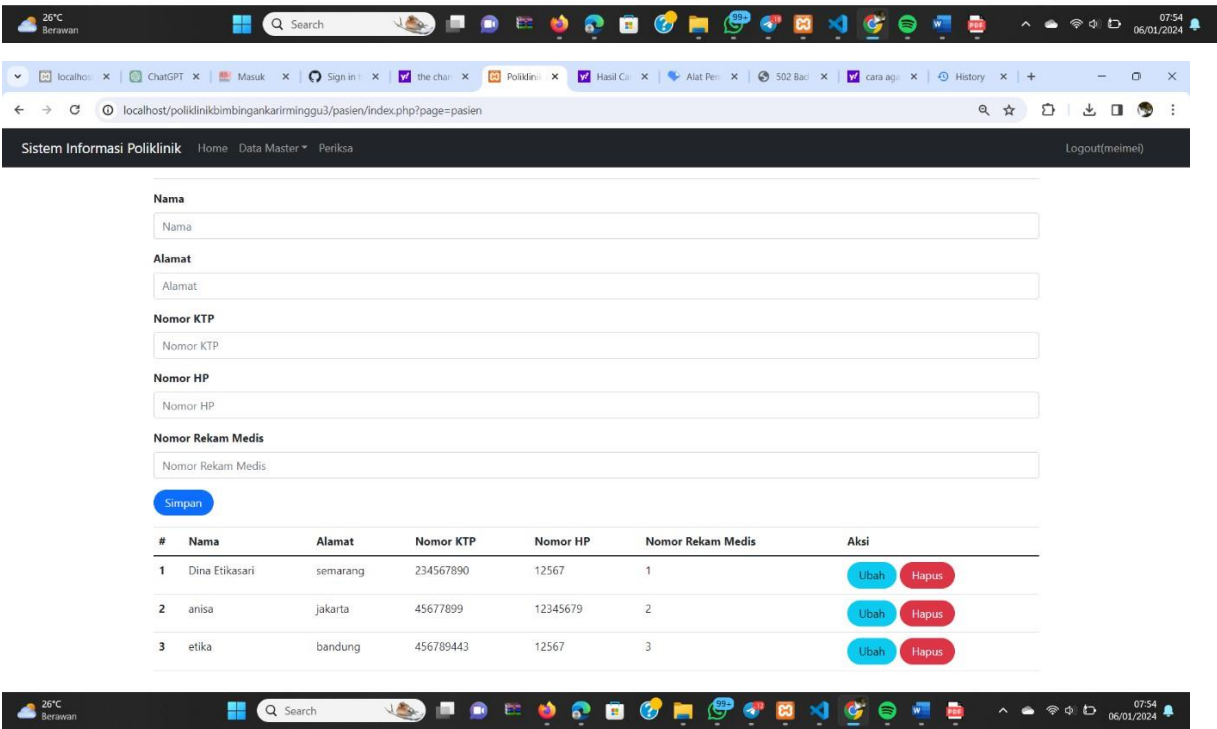 26°C
Berawan
Search
99+
07:54
06/01/2024
localhos
ChatGPT
Masuk
Sign in t
the chan
Poliklini
Hasil Ca
Alat Pen
502 Bad
cara aga
History
localhost/poliklinikbimbingankarirminggu3/pasien/index.php?page=pasien
Sistem Informasi Poliklinik Home Data Master Periksa Logout(meimei)
Nama
Nama
Alamat
Alamat
Nomor KTP
Nomor KTP
Nomor HP
Nomor HP
Nomor Rekam Medis
Nomor Rekam Medis
Simpan
# Nama Alamat Nomor KTP Nomor HP Nomor Rekam Medis Aksi
1 Dina Etikasari semarang 234567890 12567 1 Ubah Hapus
2 anisa jakarta 45677899 12345679 2 Ubah Hapus
3 etika bandung 456789443 12567 3 Ubah Hapus
26°C
Berawan
Search
99+
07:54
06/01/2024